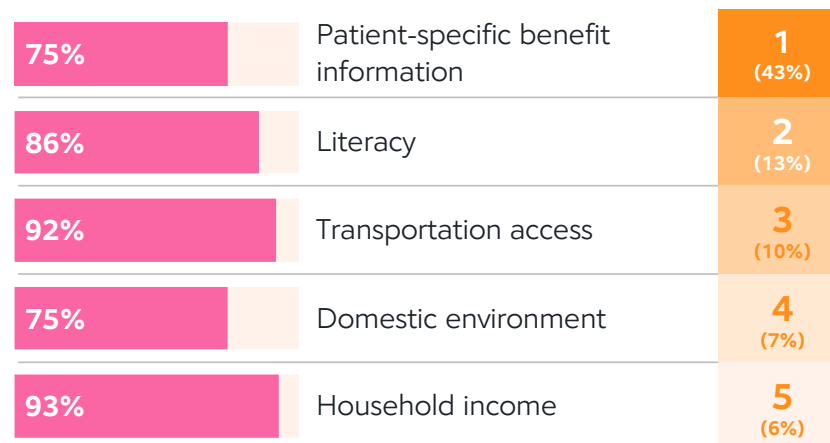 75%
Patient-specific benefit
information
1
(43%)
86%
Literacy
2
(13%)
92%
Transportation access
3
(10%)
75%
Domestic environment
4
(7%)
93%
Household income
5
(6%)